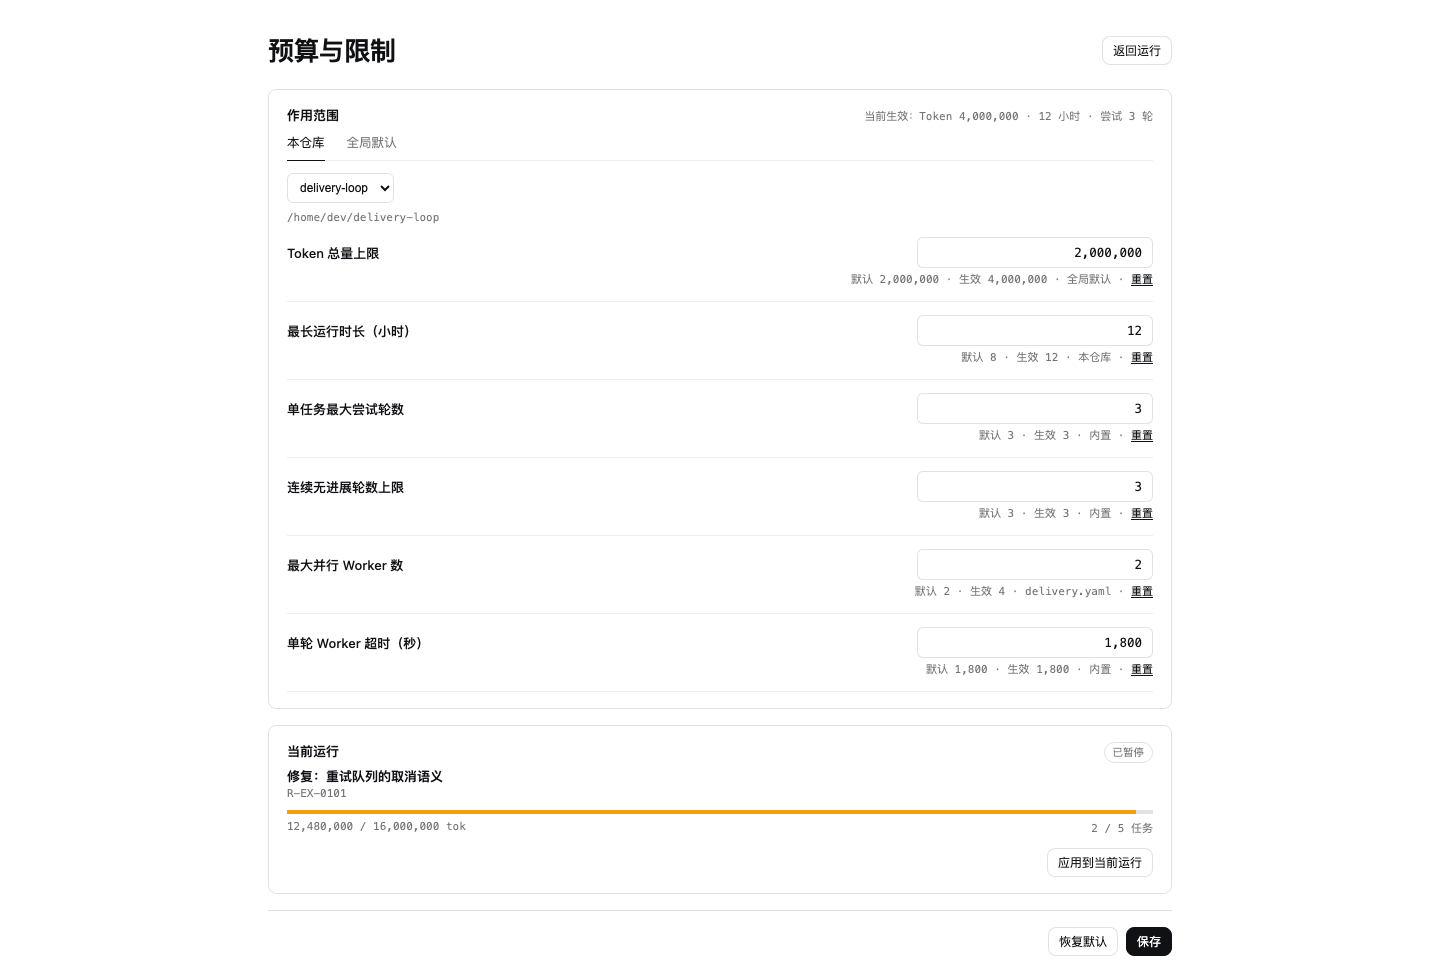 预算与限制
返回运行
作用范围
当前生效：Token 4,000,000 · 12 小时 · 尝试 3 轮
本仓库 全局默认
delivery-loop
/home/dev/delivery-loop
Token 总量上限
2,000,000
默认 2,000,000 · 生效 4,000,000 · 全局默认 · 重置
最长运行时长（小时）
12
默认 8 · 生效 12 · 本仓库 · 重置
单任务最大尝试轮数
3
默认 3 · 生效 3 · 内置 · 重置
连续无进展轮数上限
3
默认 3 · 生效 3 · 内置 · 重置
最大并行 Worker 数
2
默认 2 · 生效 4 · delivery.yaml · 重置
单轮 Worker 超时（秒）
1,800
默认 1,800 · 生效 1,800 · 内置 · 重置
当前运行
已暂停
修复：重试队列的取消语义
R-EX-0101
12,480,000 / 16,000,000 tok
2 / 5 任务
应用到当前运行
恢复默认
保存